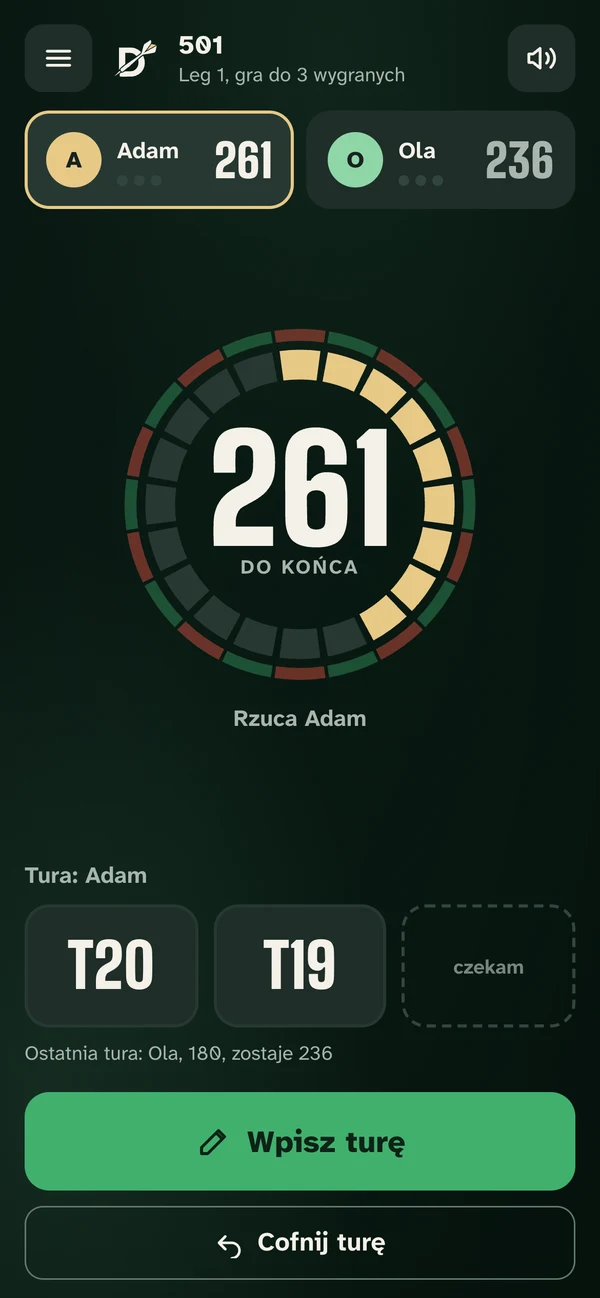 D
501
Leg 1, gra do 3 wygranych
A
Adam
261
O
Ola
236
261
DO KOŃCA
Rzuca Adam
Tura: Adam
T20
T19
czekam
Ostatnia tura: Ola, 180, zostaje 236
Wpisz turę
Cofnij turę